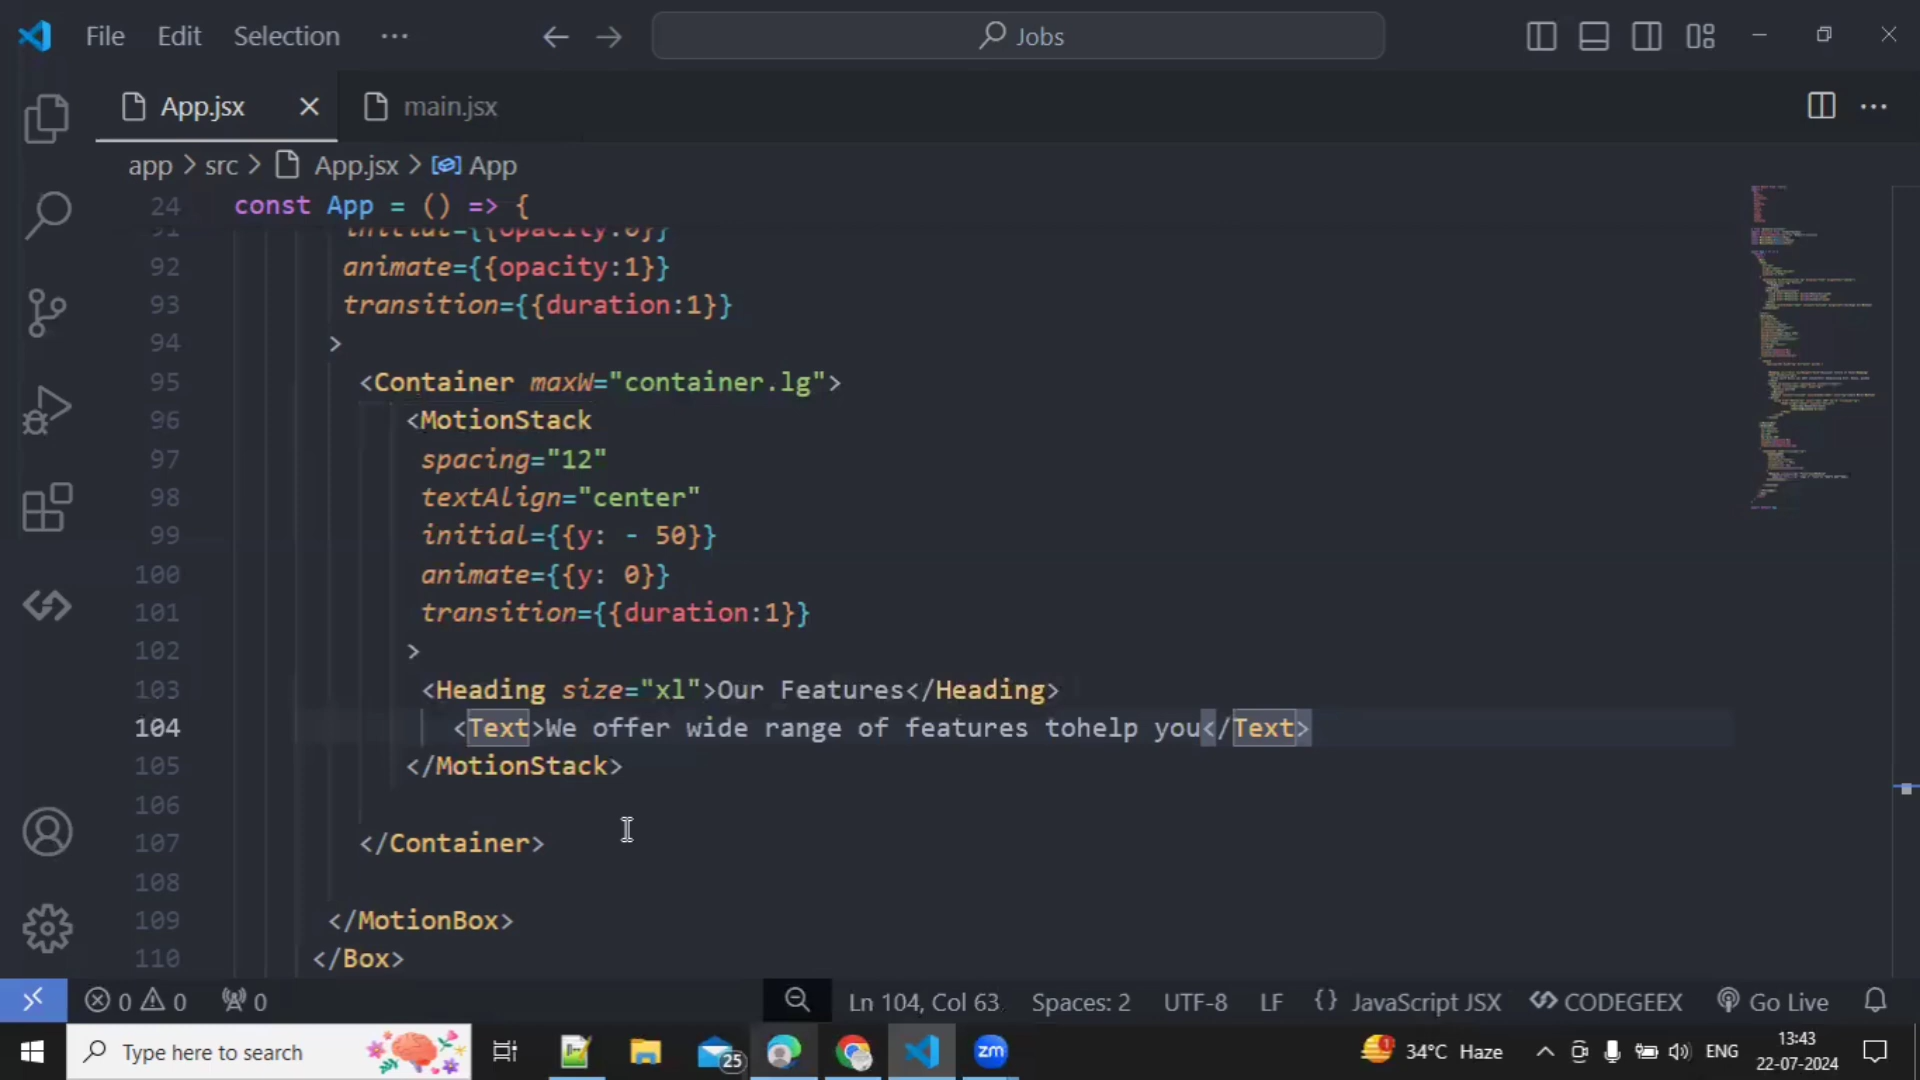 File Edit Selection ··· Jobs
App.jsx main.jsx ···
app > src > App.jsx > App
24 const App = () => {
91 initial={{opacity:0}}
92 animate={{opacity:1}}
93 transition={{duration:1}}
94 >
95 <Container maxW="container.lg">
96 <MotionStack
97 spacing="12"
98 textAlign="center"
99 initial={{y: - 50}}
100 animate={{y: 0}}
101 transition={{duration:1}}
102 >
103 <Heading size="xl">Our Features</Heading>
104 <Text>We offer wide range of features tohelp you</Text>
105 </MotionStack>
106
107 </Container>
108
109 </MotionBox>
110 </Box>
0 0 0 Ln 104, Col 63 Spaces: 2 UTF-8 LF {} JavaScript JSX CODEGEEX Go Live
Type here to search 25 zm 34°C Haze ENG 13:43
22-07-2024